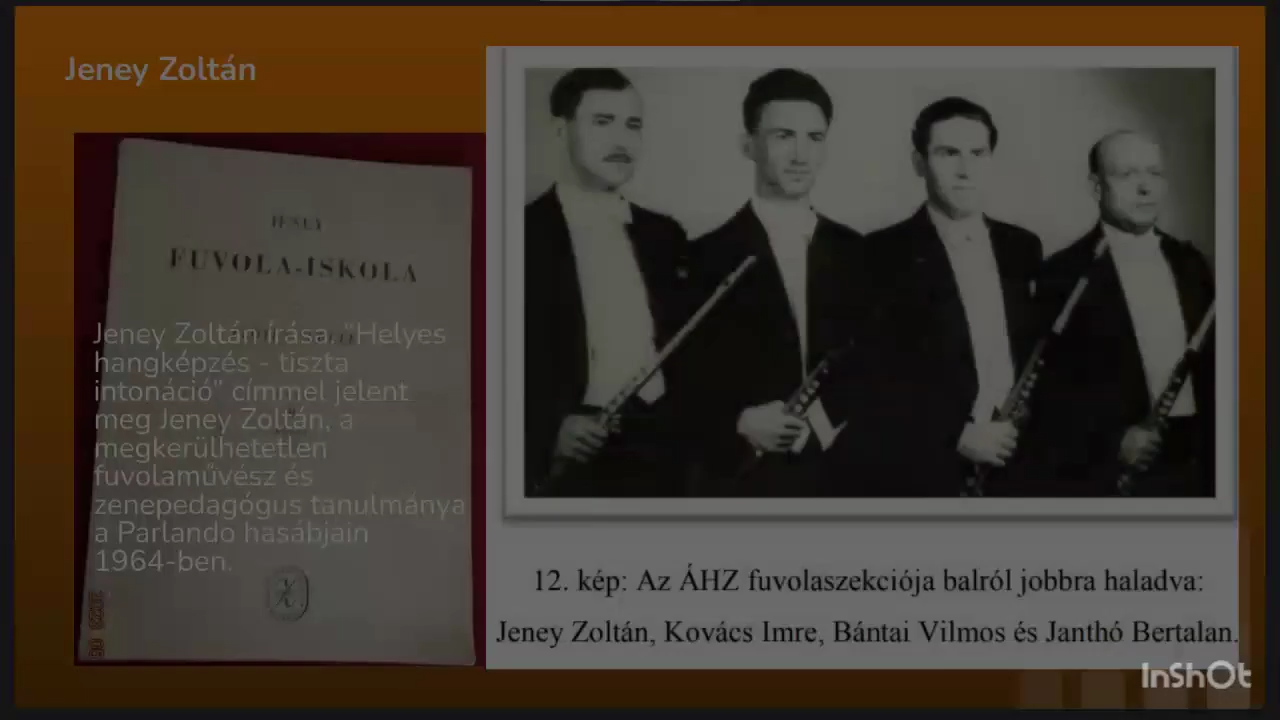 Jeney Zoltán
JENEY
FUVOLA-ISKOLA
Jeney Zoltán írása. "Helyes
hangképzés - tiszta
intonáció" címmel jelent
meg Jeney Zoltán, a
megkerülhetetlen
fuvolaművész és
zenepedagógus tanulmánya
a Parlando hasábjain
1964-ben.
12. kép: Az ÁHZ fuvolaszekciója balról jobbra haladva:
Jeney Zoltán, Kovács Imre, Bántai Vilmos és Janthó Bertalan.
InShOt